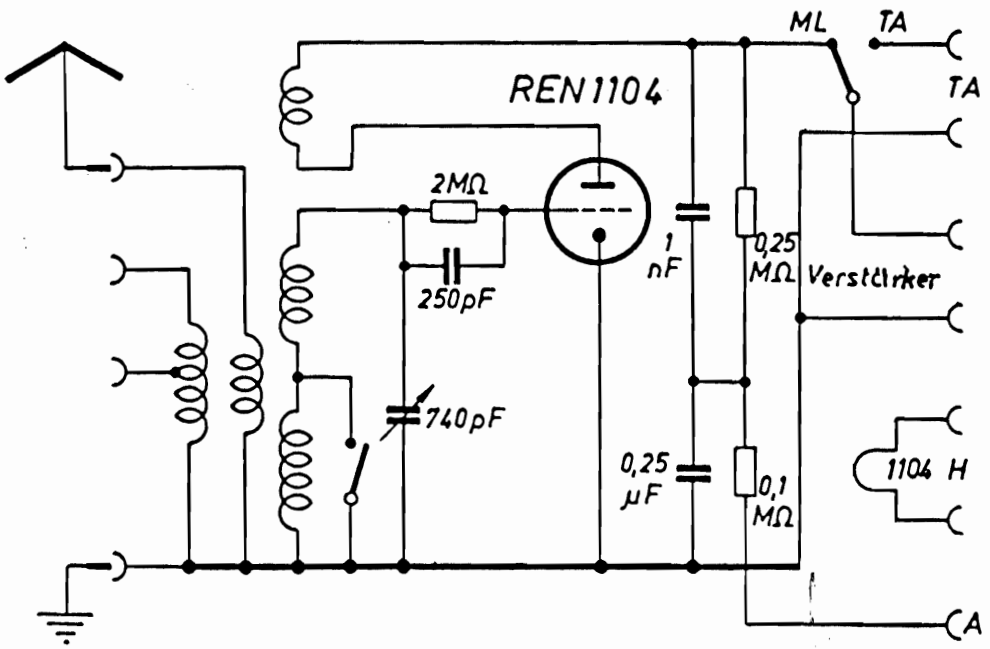 ML
TA
REN1104
TA
2MΩ
250pF
1
nF
0,25
MΩ
Verstärker
740pF
0,25
µF
0,1
MΩ
1104
H
A